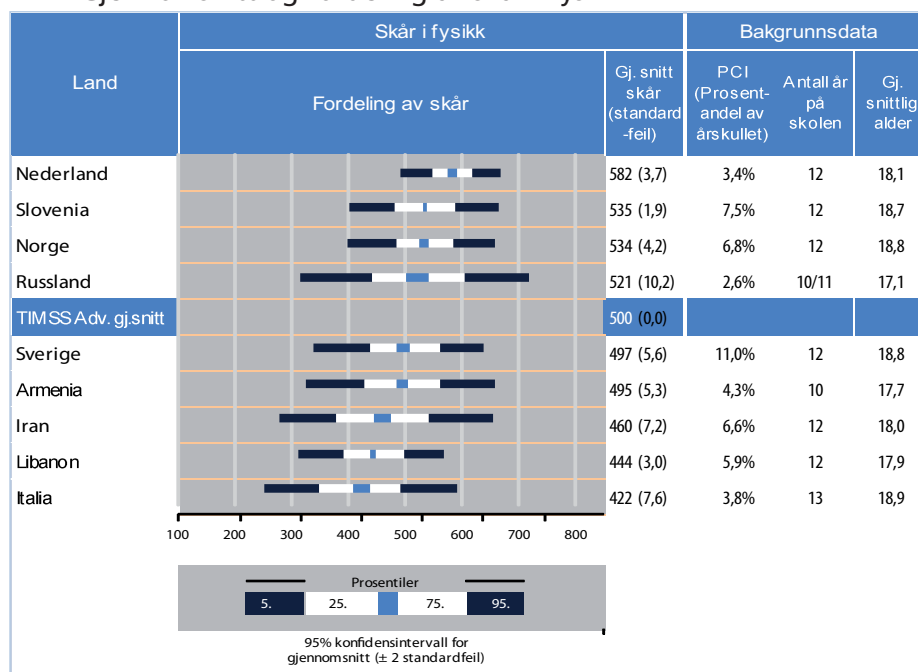 Skår i fysikk
Bakgrunnsdata
Land
Fordeling av skår
Gj. snitt
skår
(standard
-feil)
PCI
(Prosent-
andel av
årskullet)
Antall år
på
skolen
Gj.
snittlig
alder
Nederland 582 (3,7) 3,4% 12 18,1
Slovenia 535 (1,9) 7,5% 12 18,7
Norge 534 (4,2) 6,8% 12 18,8
Russland 521 (10,2) 2,6% 10/11 17,1
TIMSS Adv. gj.snitt 500 (0,0)
Sverige 497 (5,6) 11,0% 12 18,8
Armenia 495 (5,3) 4,3% 10 17,7
Iran 460 (7,2) 6,6% 12 18,0
Libanon 444 (3,0) 5,9% 12 17,9
Italia 422 (7,6) 3,8% 13 18,9
100 200 300 400 500 600 700 800
Prosentiler
5. 25. 75. 95.
95% konfidensintervall for
gjennomsnitt (± 2 standardfeil)